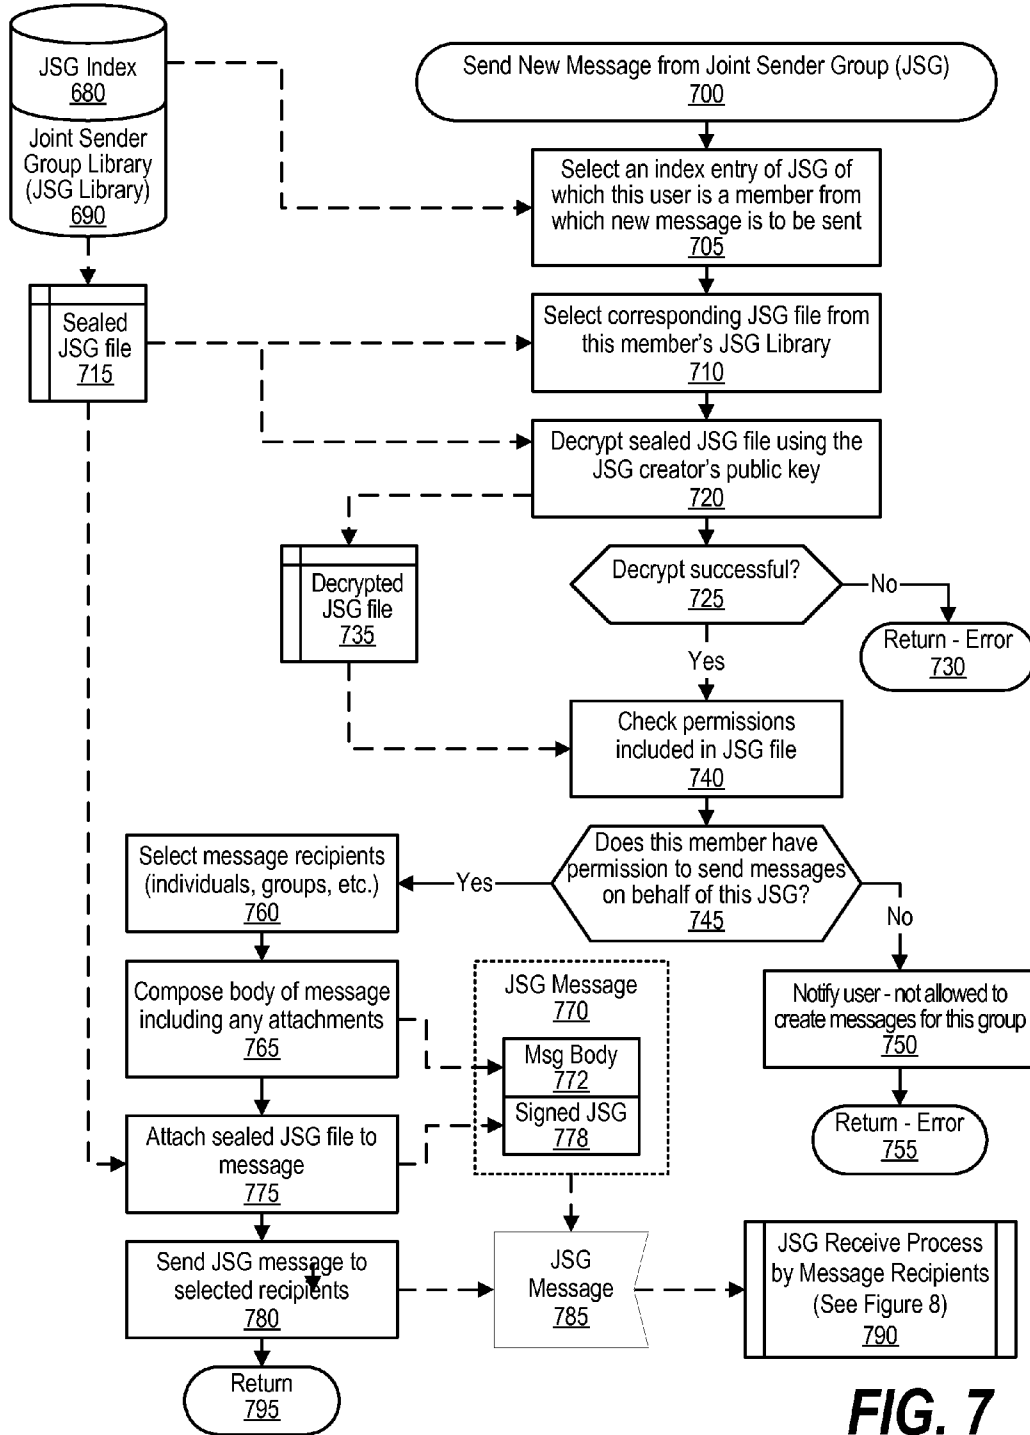 JSG Index
680
Joint Sender
Group Library
(JSG Library)
690
Send New Message from Joint Sender Group (JSG)
700
Select an index entry of JSG of
which this user is a member from
which new message is to be sent
705
Sealed
JSG file
715
Select corresponding JSG file from
this member's JSG Library
710
Decrypt sealed JSG file using the
JSG creator's public key
720
Decrypted
JSG file
735
Decrypt successful?
725
No
Return - Error
730
Yes
Check permissions
included in JSG file
740
Does this member have
permission to send messages
on behalf of this JSG?
745
Yes
No
Select message recipients
(individuals, groups, etc.)
760
Notify user - not allowed to
create messages for this group
750
Return - Error
755
Compose body of message
including any attachments
765
JSG Message
770
Msg Body
772
Signed JSG
778
Attach sealed JSG file to
message
775
Send JSG message to
selected recipients
780
JSG
Message
785
JSG Receive Process
by Message Recipients
(See Figure 8)
790
Return
795
FIG. 7